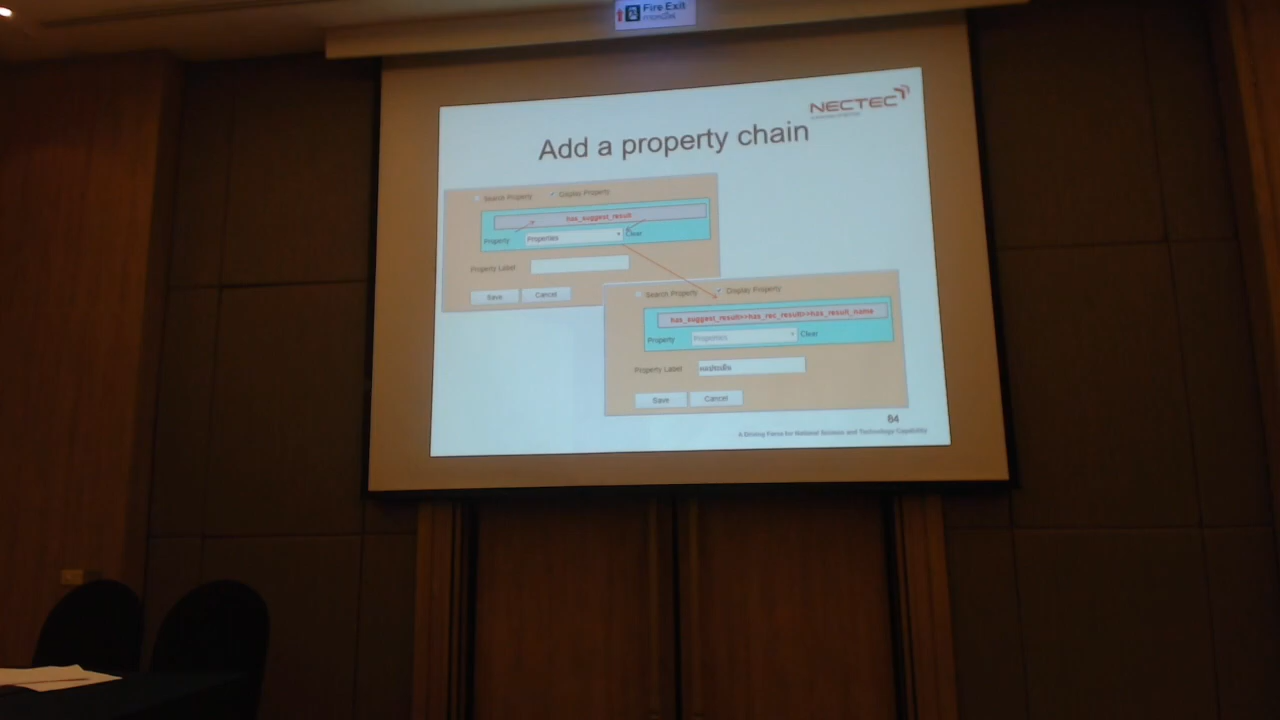 Fire Exit
NECTEC
Add a property chain
Search Property Display Property
has_suggest_result
Property Properties Clear
Property Label
Save Cancel
Search Property Display Property
has_suggest_result>>has_rec_result>>has_result_name
Property Properties Clear
Property Label
Save Cancel
84
A Driving Force for National Science and Technology Capability